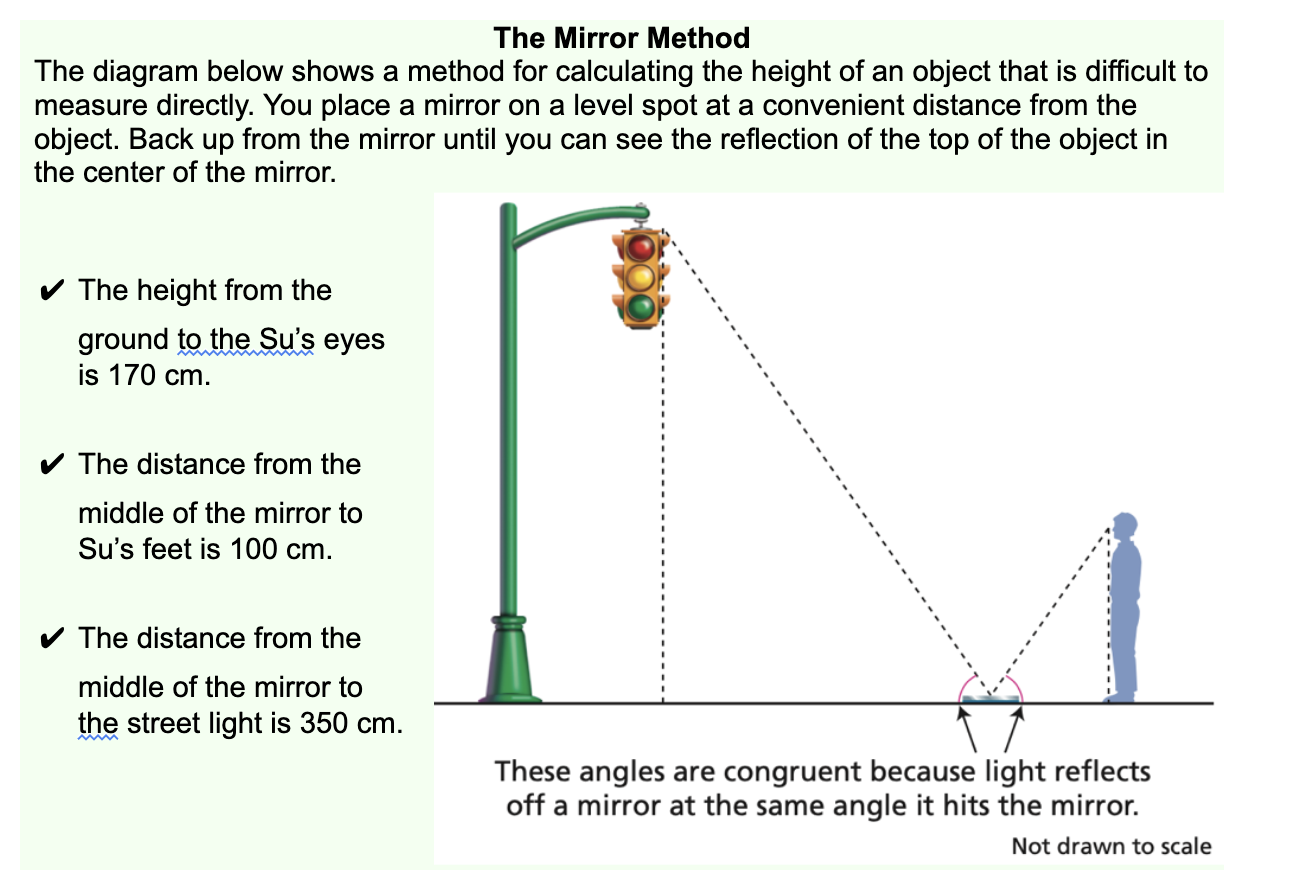 The Mirror Method
The diagram below shows a method for calculating the height of an object that is difficult to
measure directly. You place a mirror on a level spot at a convenient distance from the
object. Back up from the mirror until you can see the reflection of the top of the object in
the center of the mirror.
✔ The height from the
ground to the Su's eyes
is 170 cm.
✔ The distance from the
middle of the mirror to
Su's feet is 100 cm.
✔ The distance from the
middle of the mirror to
the street light is 350 cm.
These angles are congruent because light reflects
off a mirror at the same angle it hits the mirror.
Not drawn to scale